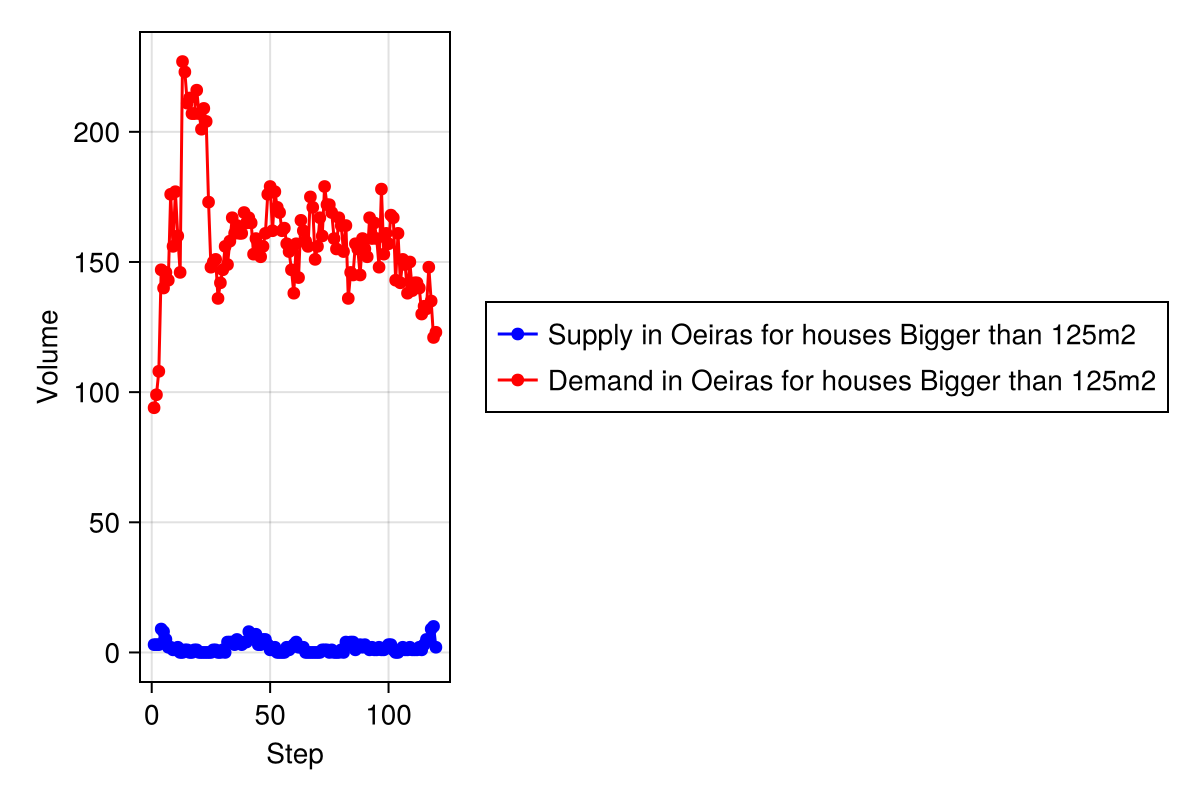 200
150
100
50
0
Volume
0 50 100
Step
Supply in Oeiras for houses Bigger than 125m2
Demand in Oeiras for houses Bigger than 125m2